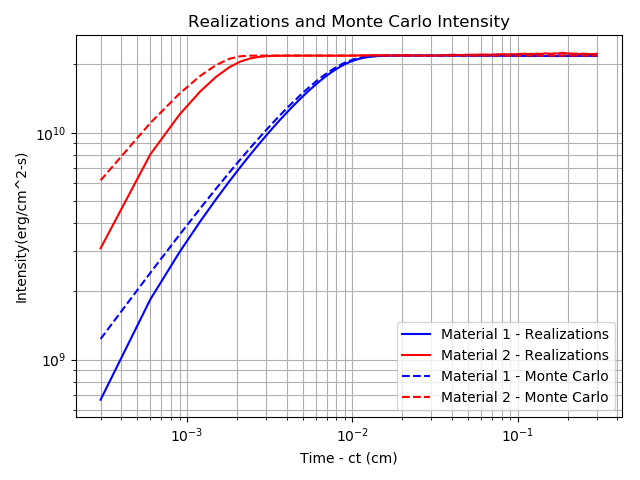 Realizations and Monte Carlo Intensity
Intensity(erg/cm^2-s)
10^10
10^9
Material 1 - Realizations
Material 2 - Realizations
Material 1 - Monte Carlo
Material 2 - Monte Carlo
10^-3
10^-2
10^-1
Time - ct (cm)